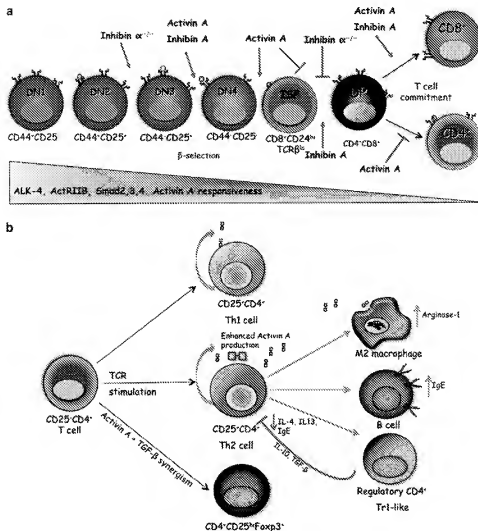 a
Activin A
Inhibin A
Inhibin α⁻/⁻
Activin A
Inhibin α⁻/⁻
Activin A
Inhibin A
CD8⁺
DN1
DN2
DN3
DN4
DP
T cell
commitment
CD4⁺
CD44⁺CD25⁻
CD44⁺CD25⁺
CD44⁻CD25⁺
CD44⁻CD25⁻
CD8⁺CD24ʰⁱ
TCRβˡᵒ
CD4⁺CD8⁺
β-selection
Inhibin A
Activin A
ALK-4, ActRIIB, Smad2,3,4, Activin A responsiveness
b
CD25⁺CD4⁺
Th1 cell
Enhanced Activin A
production
Arginase-1
M2 macrophage
TCR
stimulation
CD25⁻CD4⁺
T cell
CD25⁺CD4⁺
Th2 cell
IgE
B cell
IL-4, IL13,
IgE
IL-10, TGF-β
Activin A + TGF-β synergism
Regulatory CD4⁺
Tr1-like
CD4⁺CD25ʰⁱFoxp3⁺